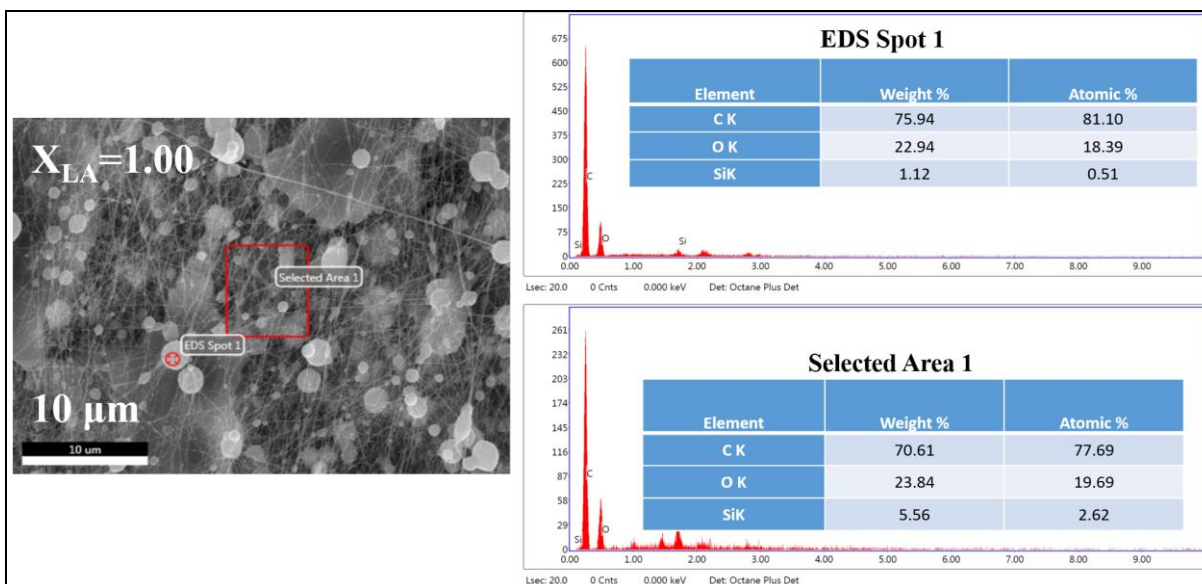 X_LA=1.00
Selected Area 1
EDS Spot 1
10 μm
10 um
EDS Spot 1
675
600
525
450
375
300
225
150
75
0
Element Weight % Atomic %
C K 75.94 81.10
O K 22.94 18.39
SiK 1.12 0.51
C
Si O Si
0.00 1.00 2.00 3.00 4.00 5.00 6.00 7.00 8.00 9.00
Lsec: 20.0 0 Cnts 0.000 keV Det: Octane Plus Det
Selected Area 1
261
232
203
174
145
116
87
58
29
0
Element Weight % Atomic %
C K 70.61 77.69
O K 23.84 19.69
SiK 5.56 2.62
C
Si O Si
0.00 1.00 2.00 3.00 4.00 5.00 6.00 7.00 8.00 9.00
Lsec: 20.0 0 Cnts 0.000 keV Det: Octane Plus Det